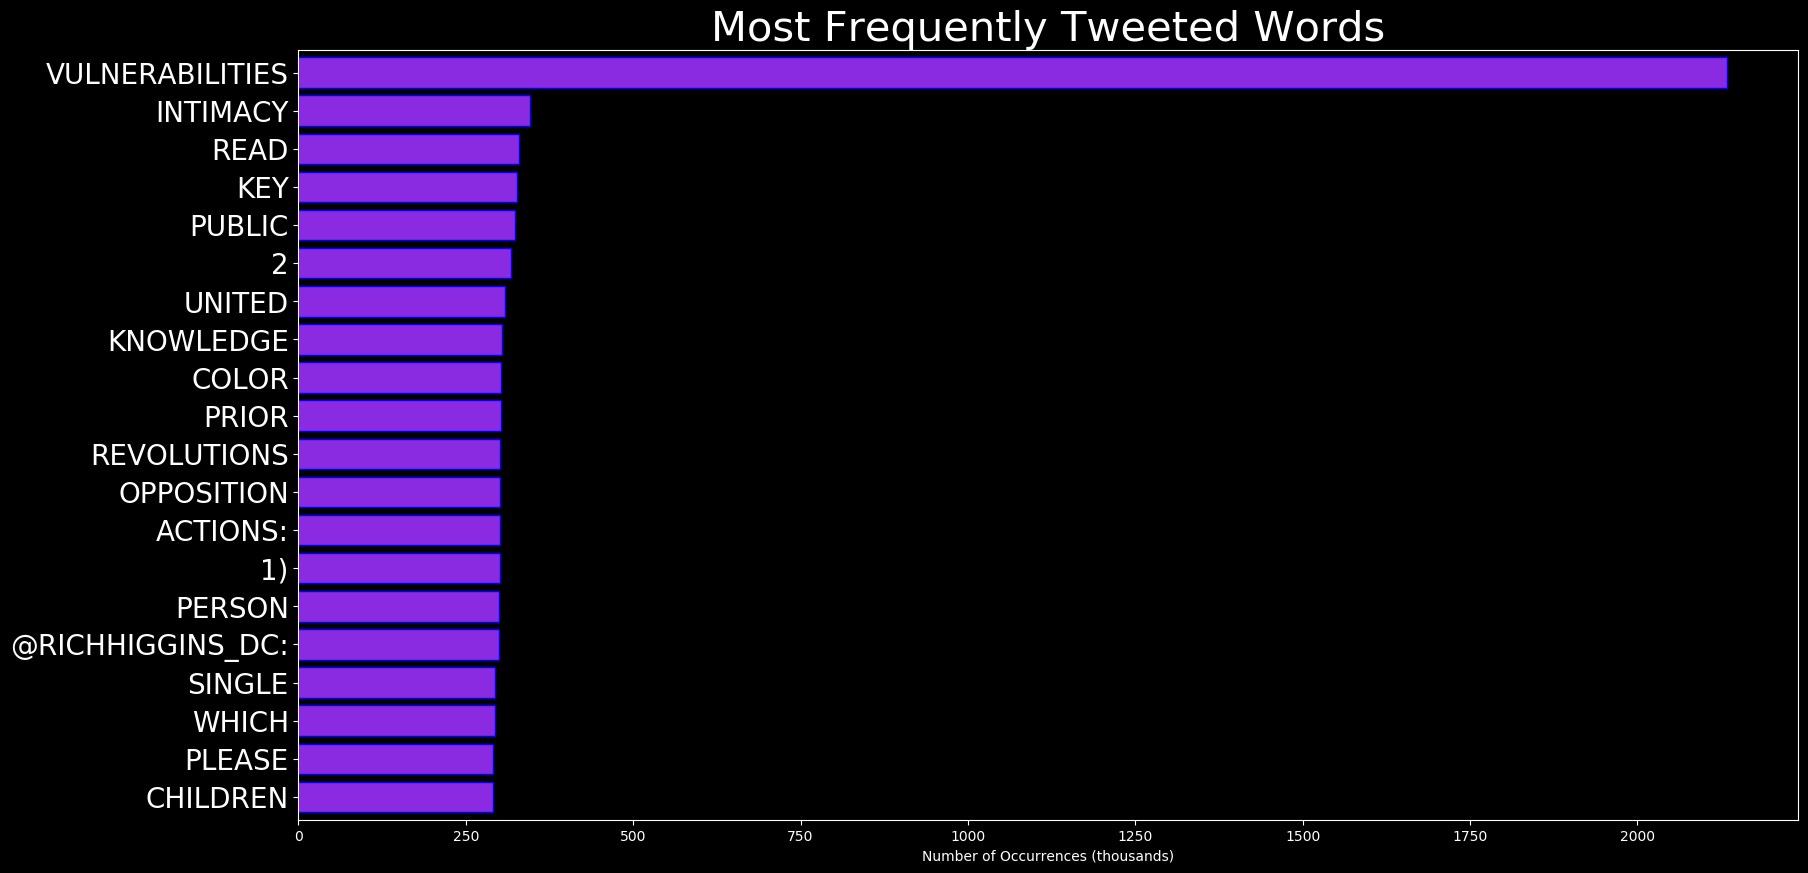 Most Frequently Tweeted Words
VULNERABILITIES
INTIMACY
READ
KEY
PUBLIC
2
UNITED
KNOWLEDGE
COLOR
PRIOR
REVOLUTIONS
OPPOSITION
ACTIONS:
1)
PERSON
@RICHHIGGINS_DC:
SINGLE
WHICH
PLEASE
CHILDREN
0 250 500 750 1000 1250 1500 1750 2000
Number of Occurrences (thousands)